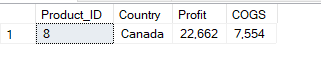 Product_ID Country Profit COGS
1 8 Canada 22,662 7,554